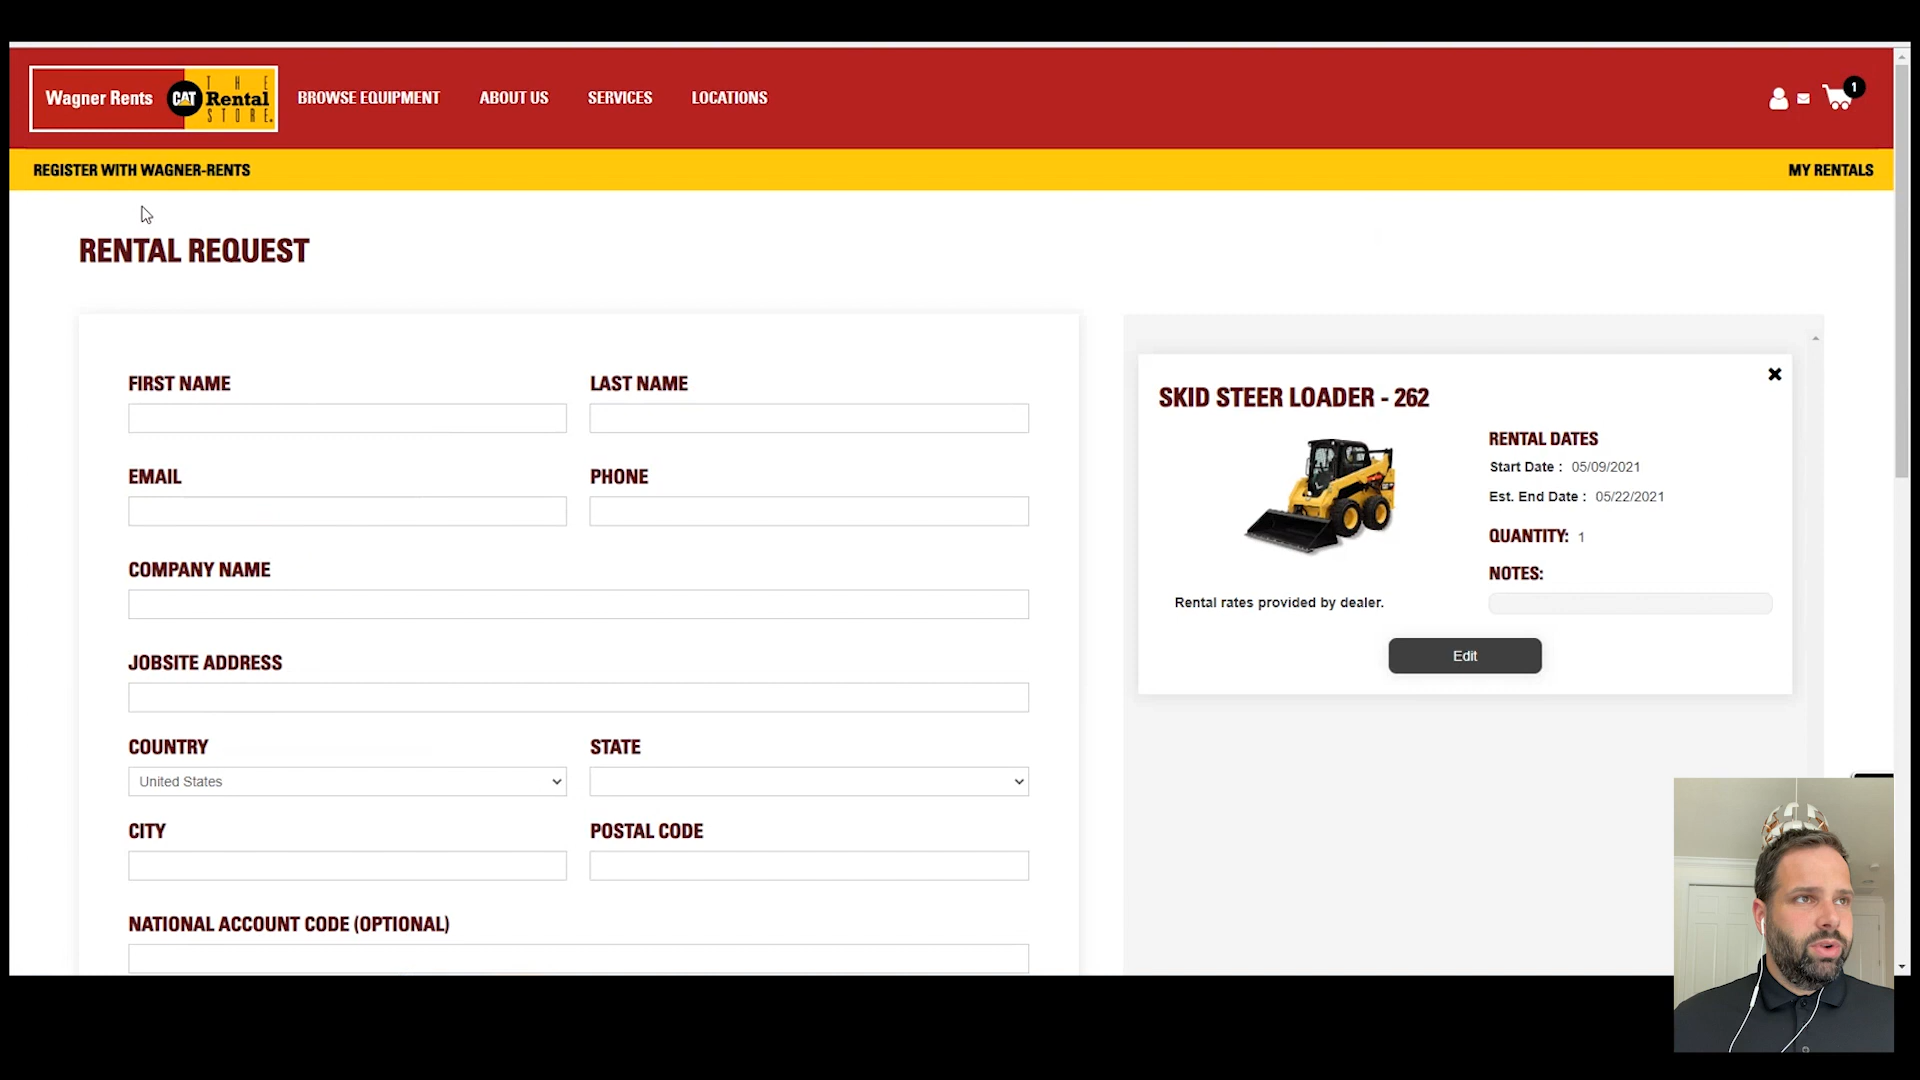 Wagner Rents
CAT
THE
Rental
STORE.
BROWSE EQUIPMENT
ABOUT US
SERVICES
LOCATIONS
1
REGISTER WITH WAGNER-RENTS
MY RENTALS
RENTAL REQUEST
FIRST NAME
LAST NAME
EMAIL
PHONE
COMPANY NAME
JOBSITE ADDRESS
COUNTRY
STATE
United States
CITY
POSTAL CODE
NATIONAL ACCOUNT CODE (OPTIONAL)
SKID STEER LOADER - 262
RENTAL DATES
Start Date : 05/09/2021
Est. End Date : 05/22/2021
QUANTITY: 1
NOTES:
Rental rates provided by dealer.
Edit